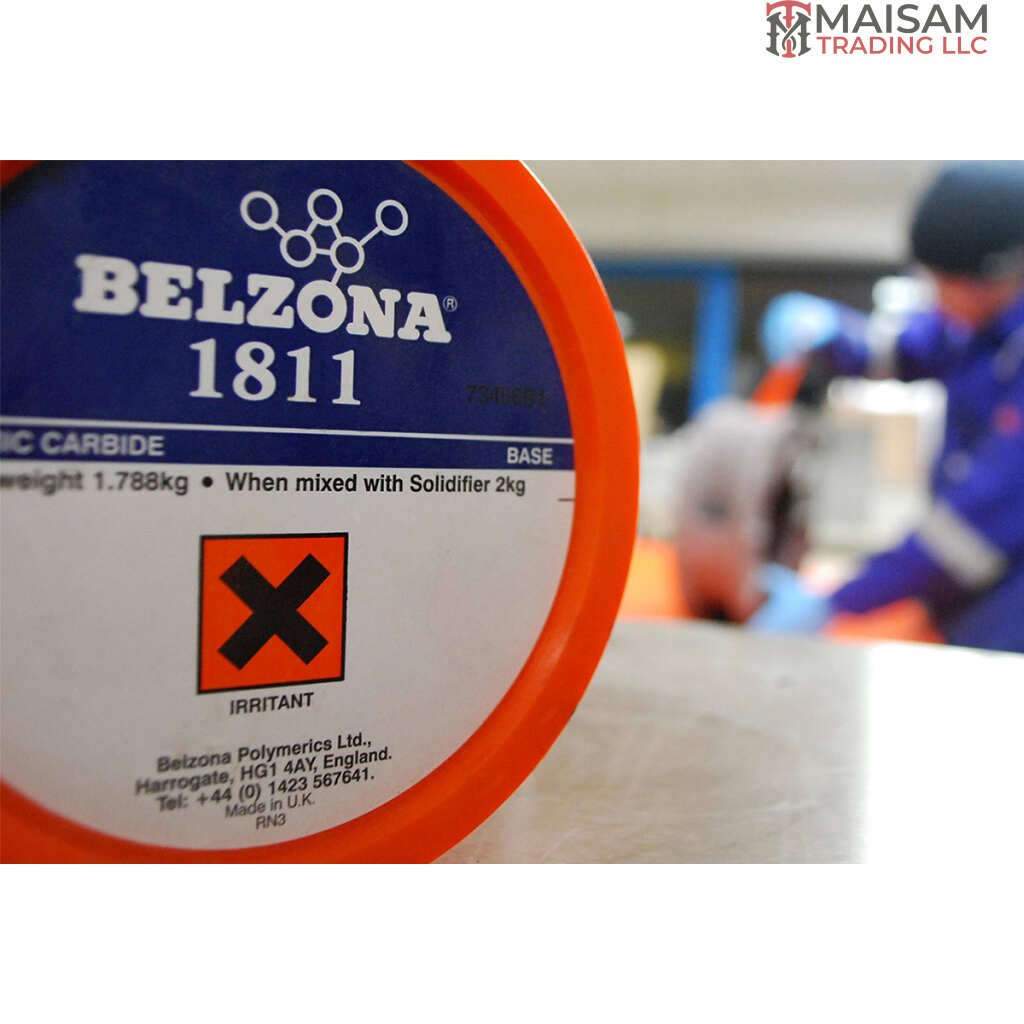 MAISAM
TRADING LLC
BELZONA®
1811
IC CARBIDE
BASE
weight 1.788kg • When mixed with Solidifier 2kg
IRRITANT
Belzona Polymerics Ltd.,
Harrogate, HG1 4AY, England.
Tel: +44 (0) 1423 567641.
Made in U.K.
RN3